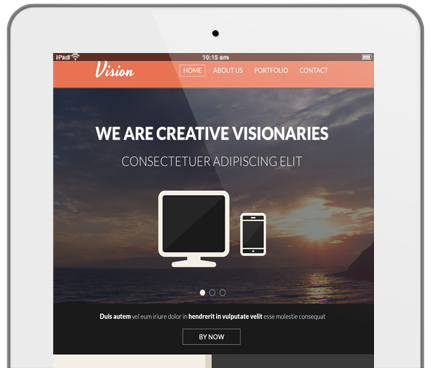 iPad 10:15 am
Vision HOME ABOUT US PORTFOLIO CONTACT
WE ARE CREATIVE VISIONARIES
CONSECTETUER ADIPISCING ELIT
Duis autem vel eum iriure dolor in hendrerit in vulputate velit esse molestie consequat
BY NOW